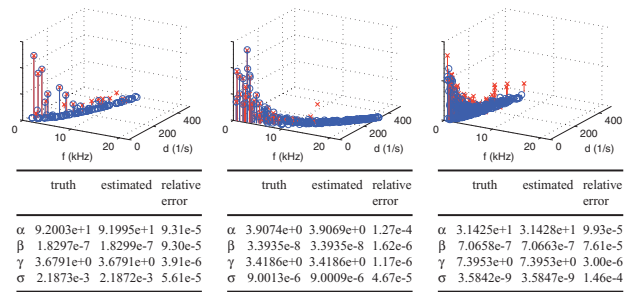 0 10 20 0 200 400
f (kHz) d (1/s)
0 10 20 0 200 400
f (kHz) d (1/s)
0 10 20 0 200 400
f (kHz) d (1/s)
truth estimated relative error
α 9.2003e+1 9.1995e+1 9.31e-5
β 1.8297e-7 1.8299e-7 9.30e-5
γ 3.6791e+0 3.6791e+0 3.91e-6
σ 2.1873e-3 2.1872e-3 5.61e-5
truth estimated relative error
α 3.9074e+0 3.9069e+0 1.27e-4
β 3.3935e-8 3.3935e-8 1.62e-6
γ 3.4186e+0 3.4186e+0 1.17e-6
σ 9.0013e-6 9.0009e-6 4.67e-5
truth estimated relative error
α 3.1425e1 3.1428e+1 9.93e-5
β 7.0658e-7 7.0663e-7 7.61e-5
γ 7.3953e+0 7.3953e+0 3.00e-6
σ 3.5842e-9 3.5847e-9 1.46e-4